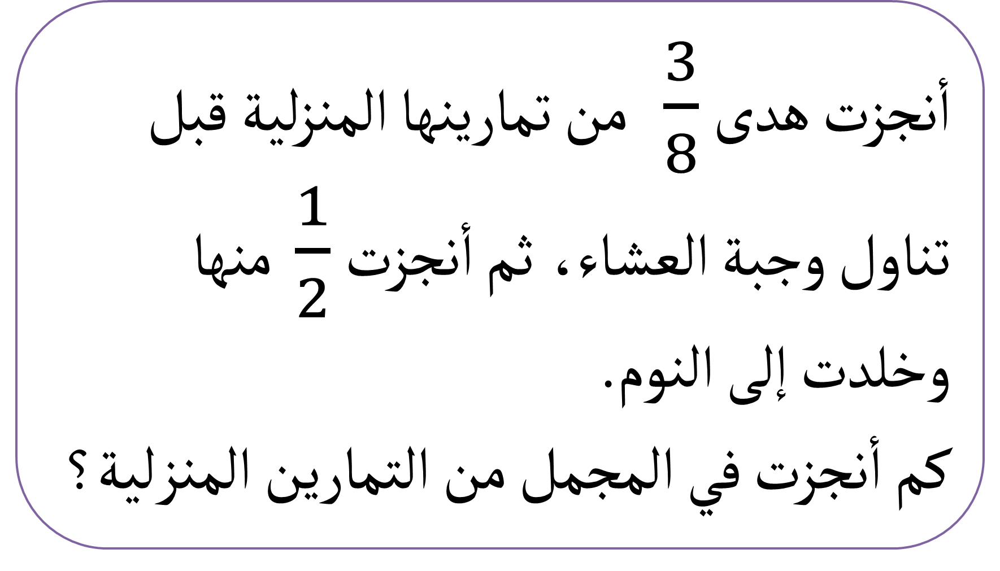 أنجزت هدى 3/8 من تمارينها المنزلية قبل
تناول وجبة العشاء، ثم أنجزت 1/2 منها
وخلدت إلى النوم.
كم أنجزت في المجمل من التمارين المنزلية ؟